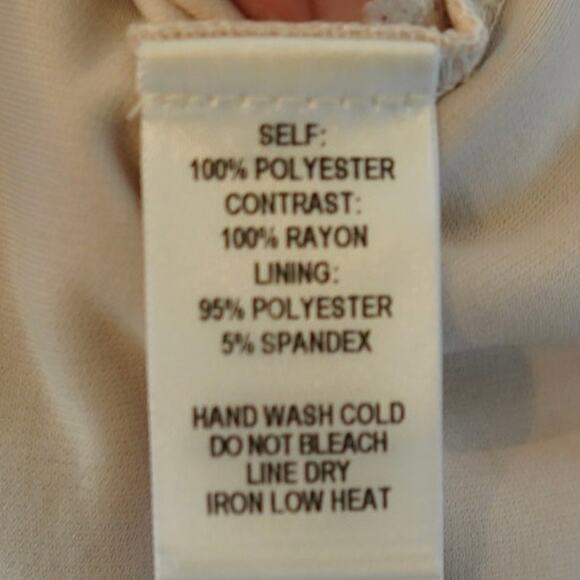 SELF:
100% POLYESTER
CONTRAST:
100% RAYON
LINING:
95% POLYESTER
5% SPANDEX
HAND WASH COLD
DO NOT BLEACH
LINE DRY
IRON LOW HEAT